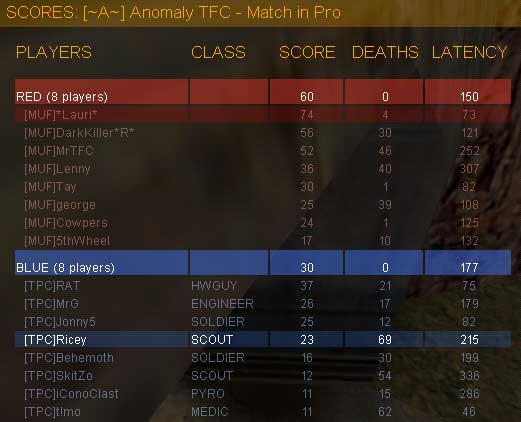 SCORES: [~A~] Anomaly TFC - Match in Pro
PLAYERS CLASS SCORE DEATHS LATENCY
RED (8 players) 60 0 150
[MUF]*Lauri* 74 4 73
[MUF]DarkKiller*R* 56 30 121
[MUF]MrTFC 52 46 252
[MUF]Lenny 36 40 307
[MUF]Tay 30 1 82
[MUF]george 25 39 108
[MUF]Cowpers 24 1 125
[MUF]5thWheel 17 10 132
BLUE (8 players) 30 0 177
[TPC]RAT HWGUY 37 21 75
[TPC]MrG ENGINEER 26 17 179
[TPC]Jonny5 SOLDIER 25 12 82
[TPC]Ricey SCOUT 23 69 215
[TPC]Behemoth SOLDIER 16 30 199
[TPC]SkitZo SCOUT 12 54 336
[TPC]iConoClast PYRO 11 15 286
[TPC]t!mo MEDIC 11 62 46